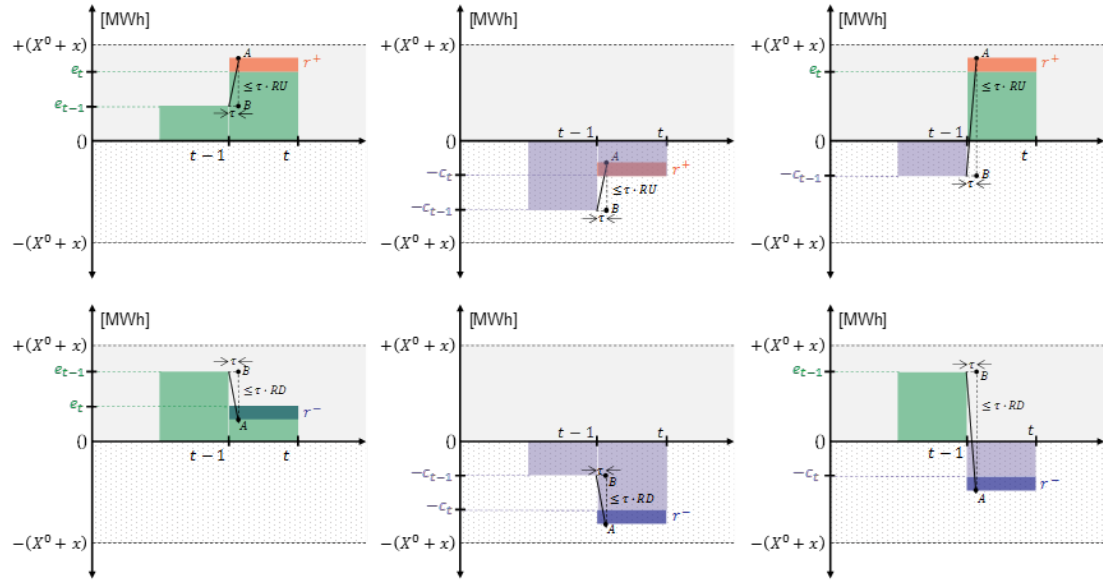 [MWh]
+(X⁰ + x)
e_t
e_{t-1}
0
-(X⁰ + x)
A
r⁺
≤ τ · RU
B
τ
t - 1
t
[MWh]
+(X⁰ + x)
0
-c_t
-c_{t-1}
-(X⁰ + x)
t - 1
t
A
r⁺
≤ τ · RU
B
τ
[MWh]
+(X⁰ + x)
e_t
0
-c_t
-(X⁰ + x)
A
r⁺
≤ τ · RU
t - 1
t
τ
B
[MWh]
+(X⁰ + x)
e_{t-1}
e_t
0
-(X⁰ + x)
τ
B
≤ τ · RD
r⁻
A
t - 1
t
[MWh]
+(X⁰ + x)
0
-c_{t-1}
-c_t
-(X⁰ + x)
t - 1
t
τ
B
≤ τ · RD
r⁻
A
[MWh]
+(X⁰ + x)
e_{t-1}
0
-c_t
-(X⁰ + x)
τ
B
≤ τ · RD
t - 1
t
r⁻
A